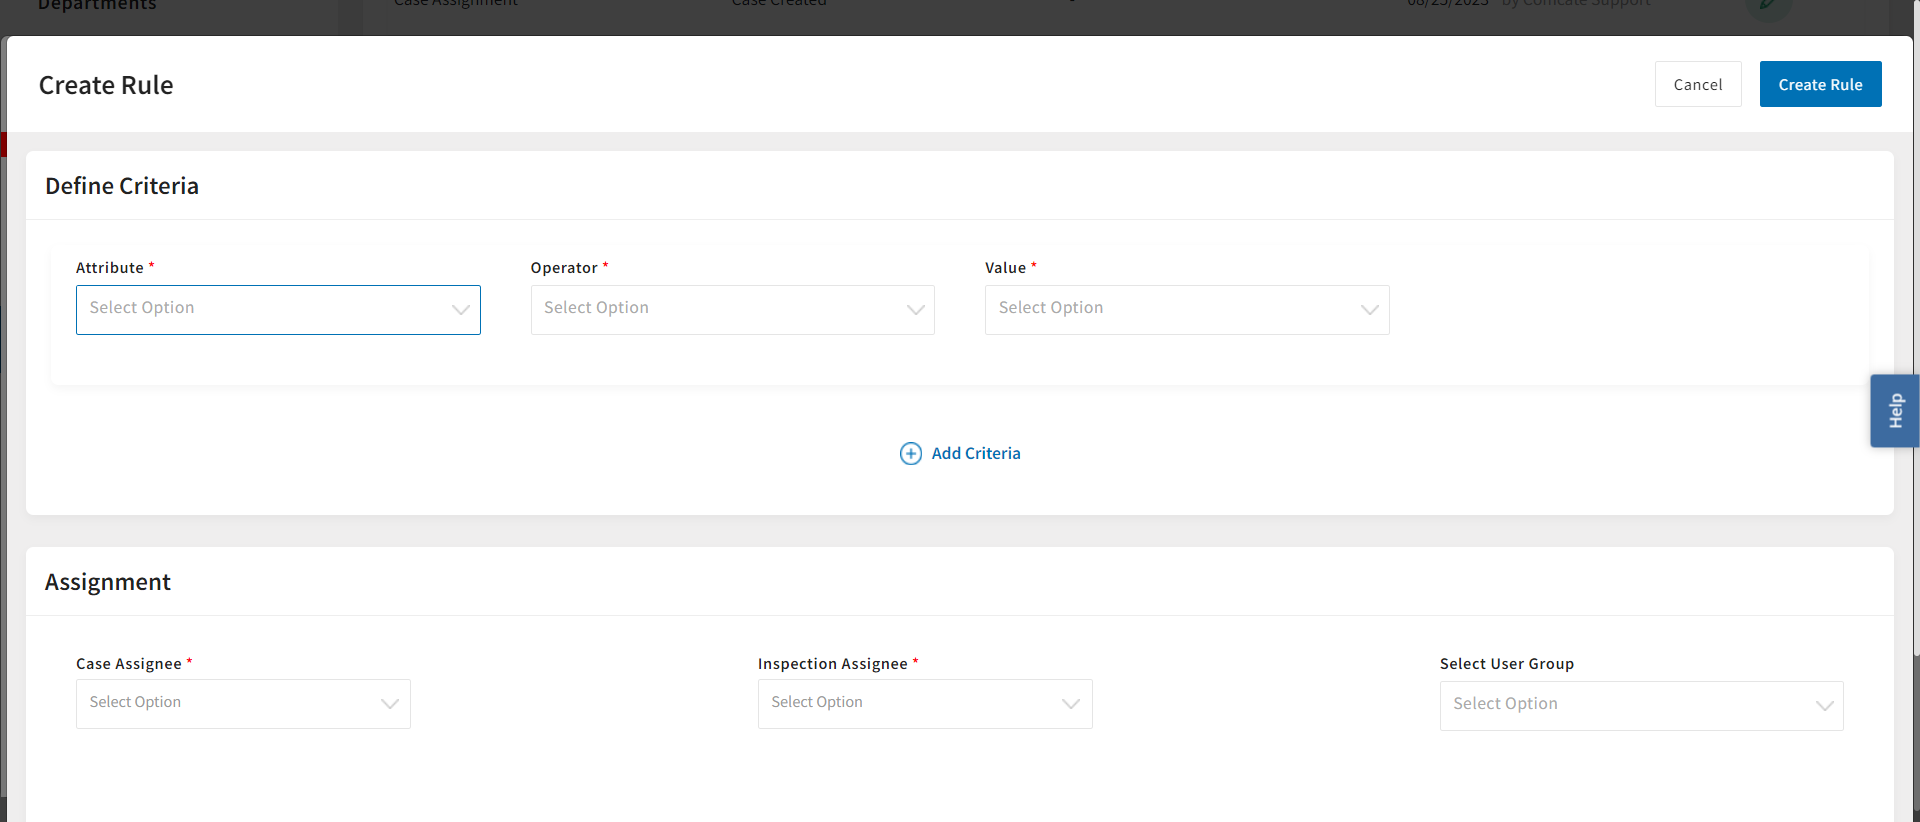 Departments
Case Assignment
Case Created
08/23/2023 by Comcate Support
Create Rule
Cancel
Create Rule
Define Criteria
Attribute *
Operator *
Value *
Select Option
Select Option
Select Option
Add Criteria
Help
Assignment
Case Assignee *
Inspection Assignee *
Select User Group
Select Option
Select Option
Select Option